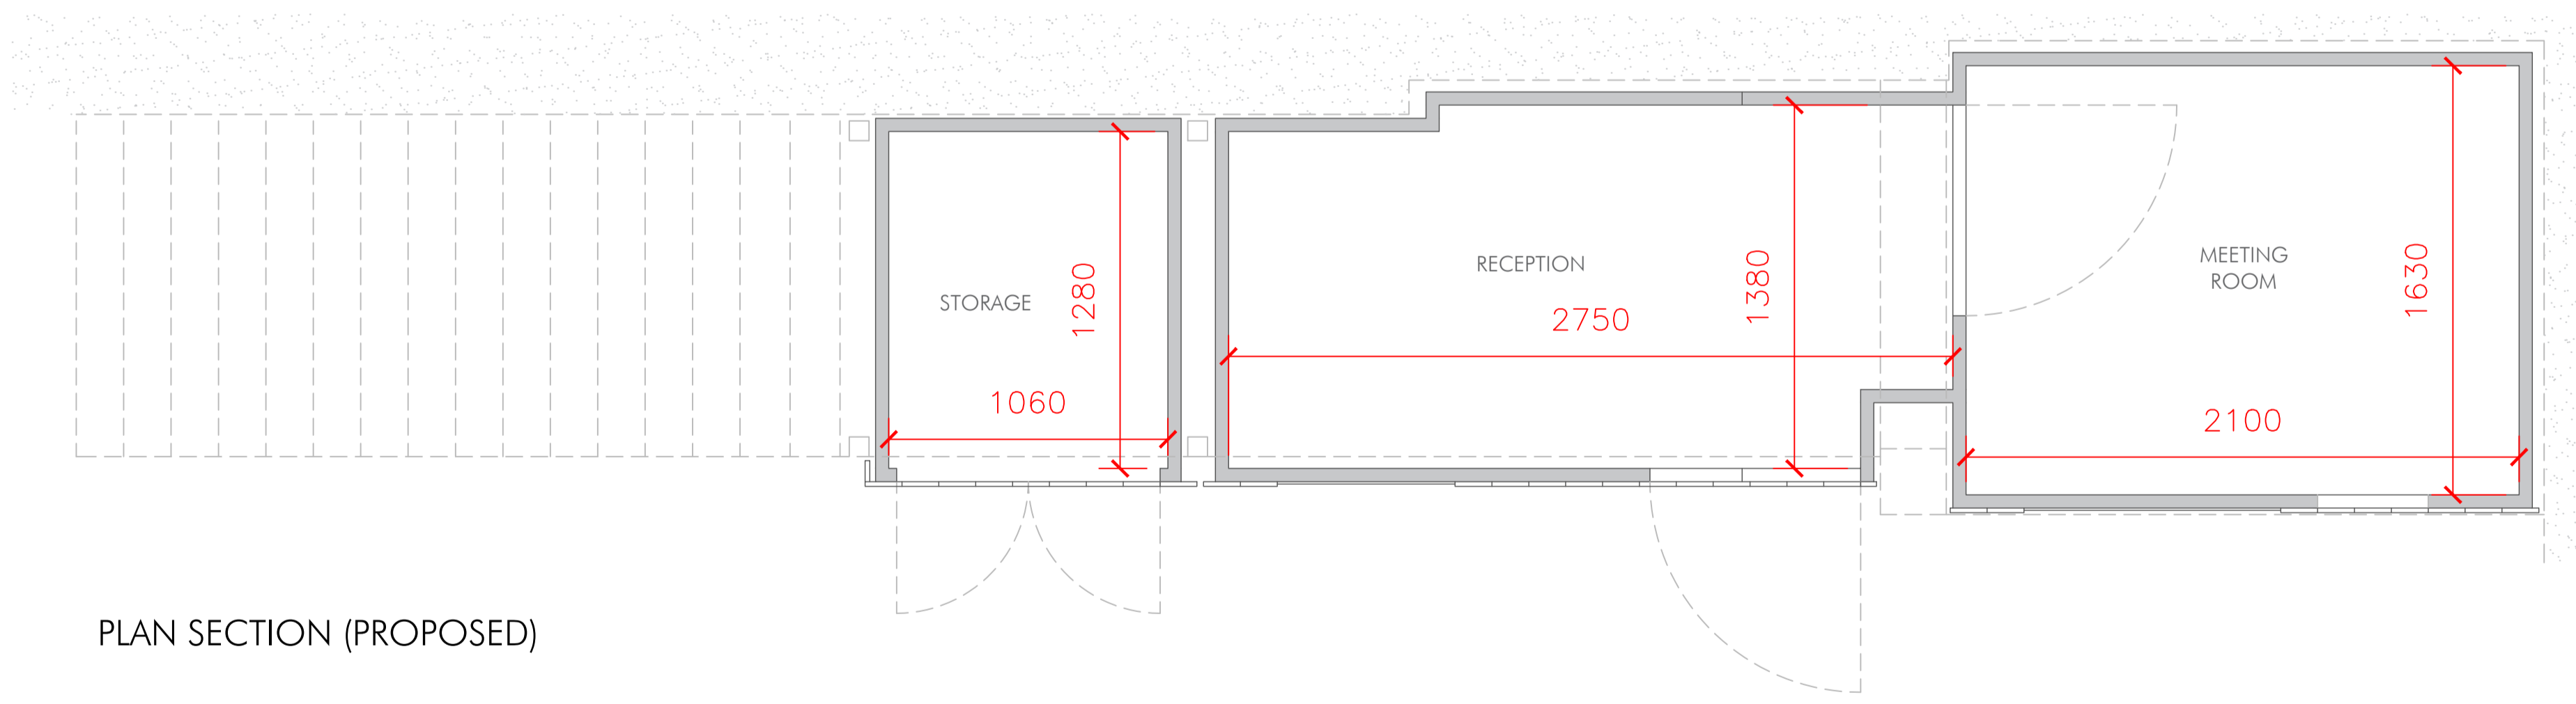 STORAGE
1280
1060
RECEPTION
2750
1380
MEETING
ROOM
1630
2100
PLAN SECTION (PROPOSED)